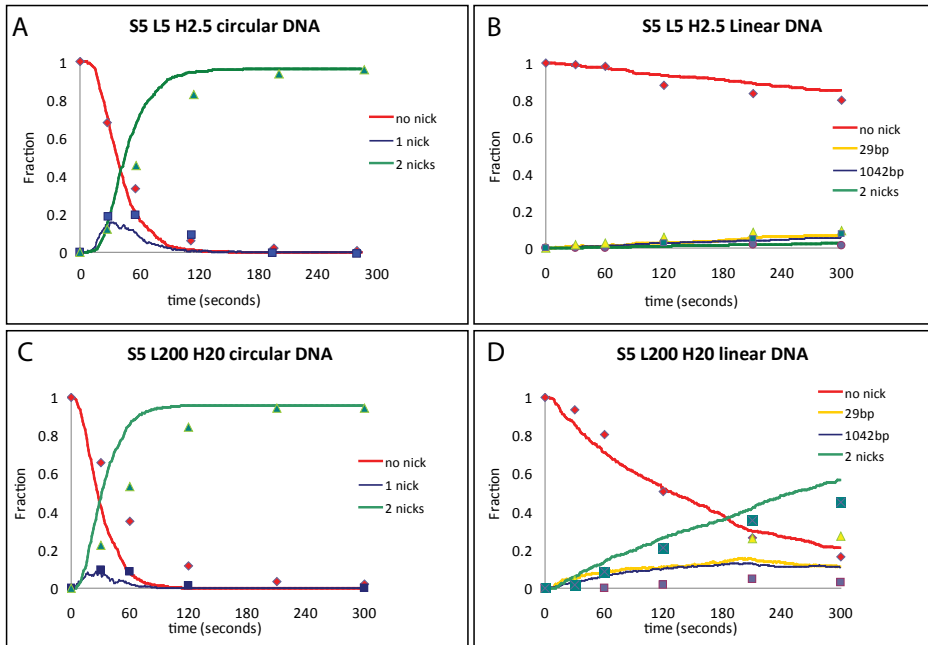 A
S5 L5 H2.5 circular DNA
Fraction
1
0.8
0.6
0.4
0.2
0
0 60 120 180 240 300
time (seconds)
no nick
1 nick
2 nicks
B
S5 L5 H2.5 Linear DNA
Fraction
1
0.8
0.6
0.4
0.2
0
0 60 120 180 240 300
time (seconds)
no nick
29bp
1042bp
2 nicks
C
S5 L200 H20 circular DNA
Fraction
1
0.8
0.6
0.4
0.2
0
0 60 120 180 240 300
time (seconds)
no nick
1 nick
2 nicks
D
S5 L200 H20 linear DNA
Fraction
1
0.8
0.6
0.4
0.2
0
0 60 120 180 240 300
time (seconds)
no nick
29bp
1042bp
2 nicks